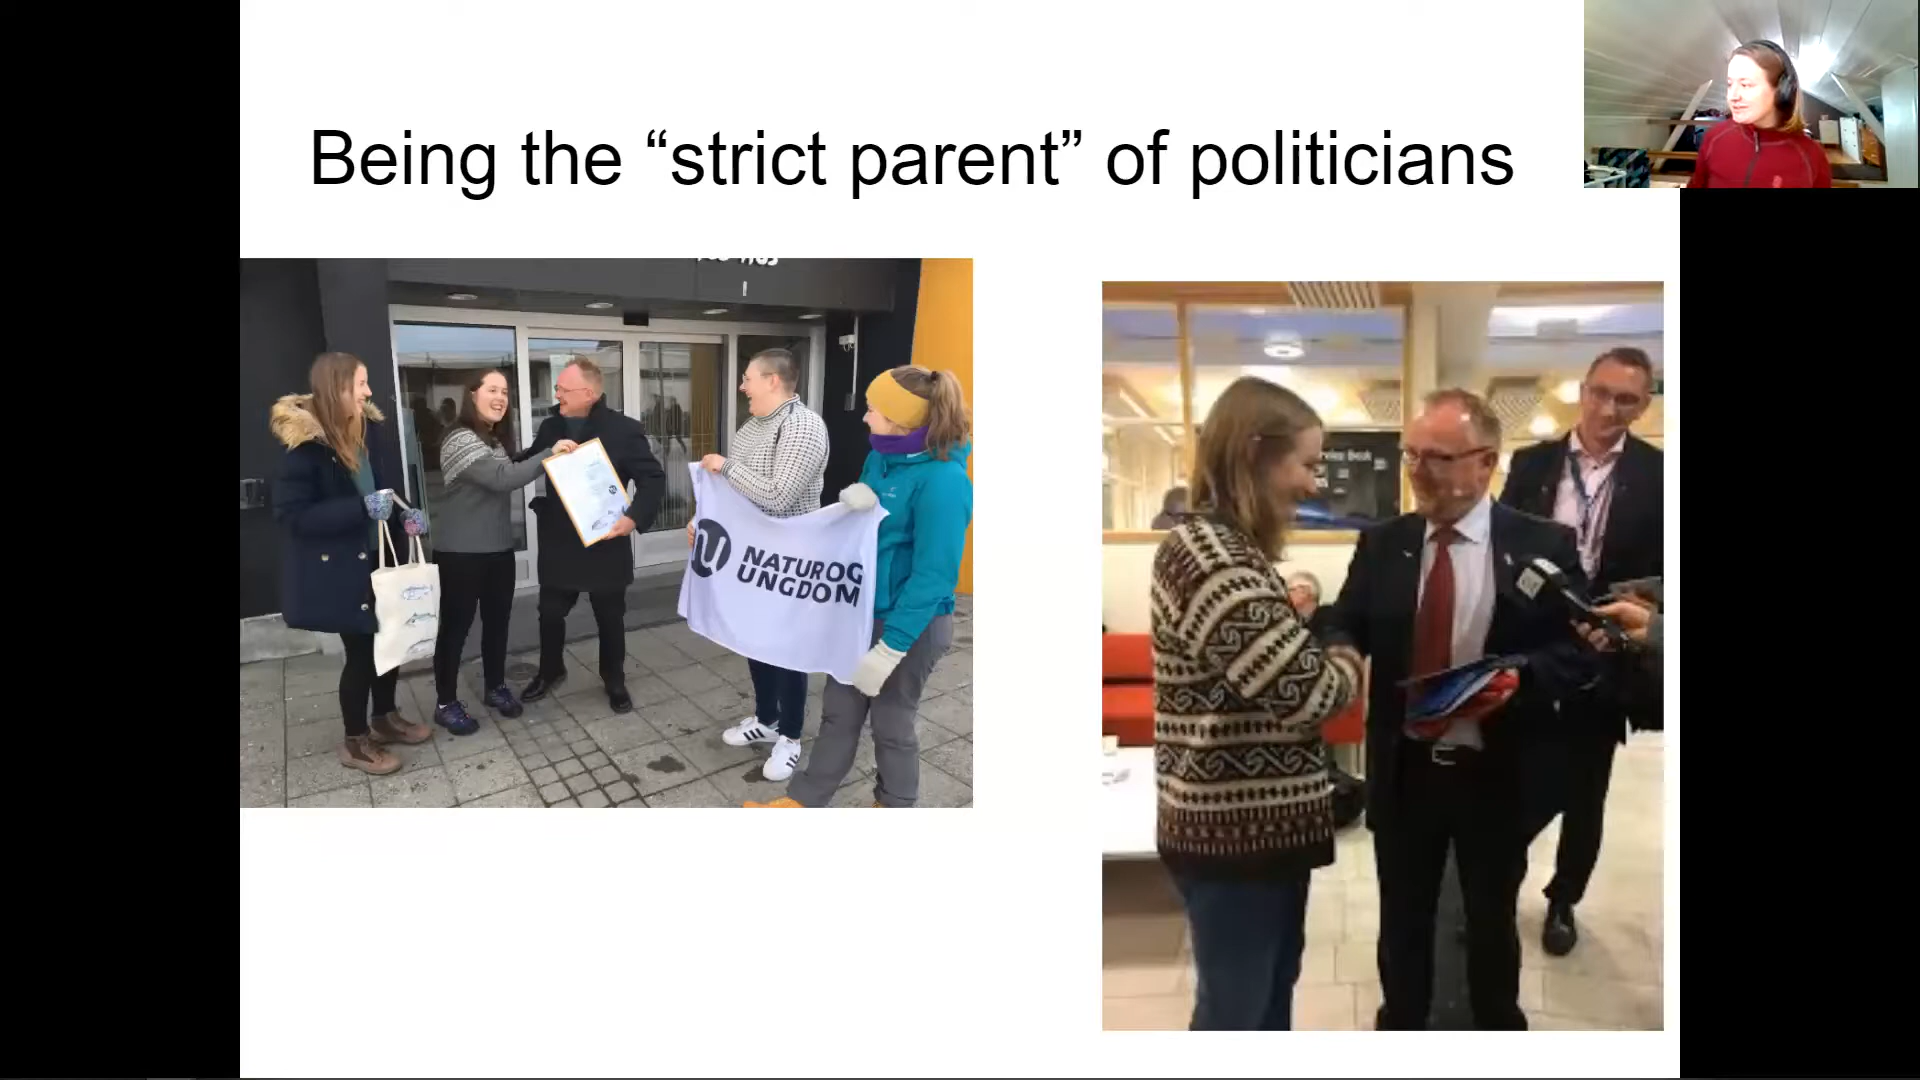 Being the “strict parent” of politicians
NATUR OG
UNGDOM